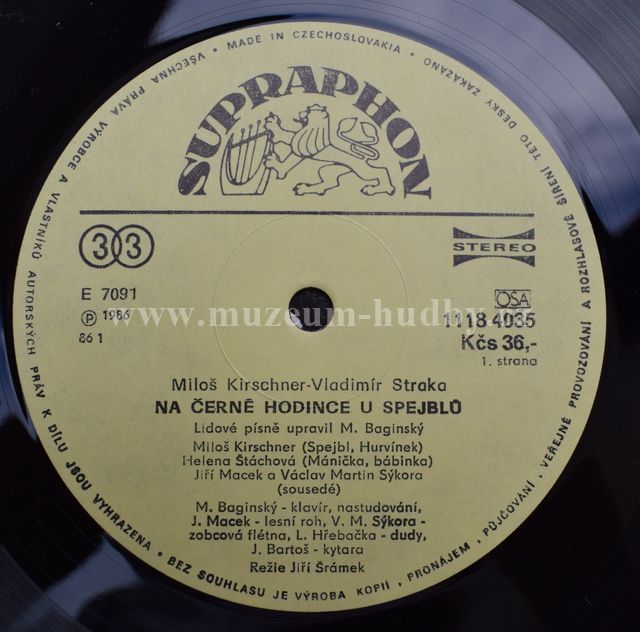 VŠECHNA PRÁVA VÝROBCE A VLASTNÍKŮ AUTORSKÝCH PRÁV K DÍLU JSOU VYHRAZENA • BEZ SOUHLASU JE VÝROBA KOPIÍ, PRONÁJEM, PŮJČOVÁNÍ, VEŘEJNÉ PROVOZOVÁNÍ A ROZHLASOVÉ ŠÍŘENÍ TÉTO DESKY ZAKÁZÁNO • MADE IN CZECHOSLOVAKIA •
SUPRAPHON
33
STEREO
E 7091
Ⓟ 1986
86 1
OSA
1118 4035
Kčs 36,-
1. strana
www.muzeum-hudby.cz
Miloš Kirschner-Vladimír Straka
NA ČERNÉ HODINCE U SPEJBLŮ
Lidové písně upravil M. Baginský
Miloš Kirschner (Spejbl, Hurvínek)
Helena Štáchová (Mánička, bábinka)
Jiří Macek a Václav Martin Sýkora
(sousedé)
M. Baginský - klavír, nastudování,
J. Macek - lesní roh, V. M. Sýkora -
zobcová flétna, L. Hřebačka - dudy,
J. Bartoš - kytara
Režie Jiří Šrámek